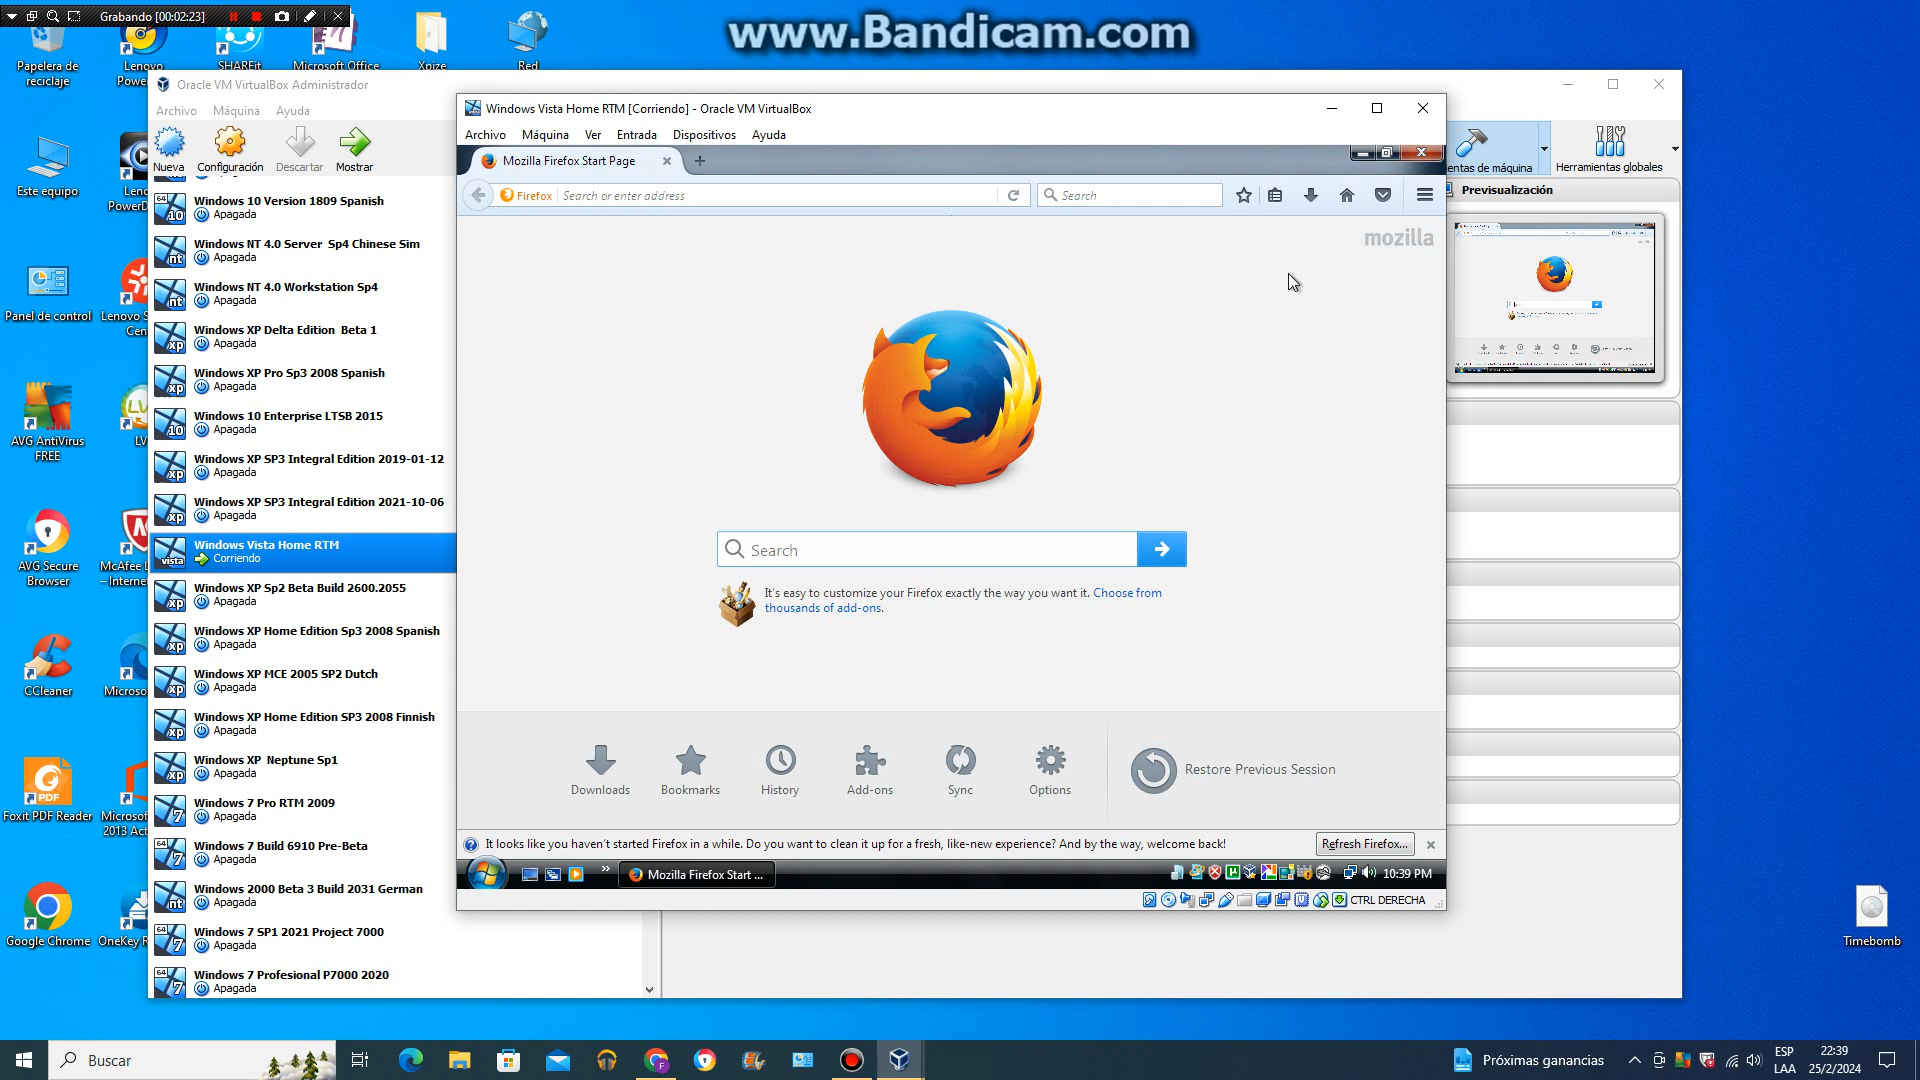 Grabando [00:02:23]
www.Bandicam.com
Papelera de
reciclaje
Lenovo
Powe
SHAREit
Microsoft Office
Xpize
Red
Este equipo
Panel de control
AVG AntiVirus
FREE
AVG Secure
Browser
CCleaner
Foxit PDF Reader
Google Chrome
Leno
PowerD
Lenovo S
Cen
LV
McAfee
– Internet
Microso
Micros
2013 Act
OneKey R
Timebomb
Oracle VM VirtualBox Administrador
Archivo Máquina Ayuda
Nueva Configuración Descartar Mostrar
entas de máquina
Herramientas globales
Previsualización
Windows 10 Version 1809 Spanish
Apagada
Windows NT 4.0 Server Sp4 Chinese Sim
Apagada
Windows NT 4.0 Workstation Sp4
Apagada
Windows XP Delta Edition Beta 1
Apagada
Windows XP Pro Sp3 2008 Spanish
Apagada
Windows 10 Enterprise LTSB 2015
Apagada
Windows XP SP3 Integral Edition 2019-01-12
Apagada
Windows XP SP3 Integral Edition 2021-10-06
Apagada
Windows Vista Home RTM
Corriendo
Windows XP Sp2 Beta Build 2600.2055
Apagada
Windows XP Home Edition Sp3 2008 Spanish
Apagada
Windows XP MCE 2005 SP2 Dutch
Apagada
Windows XP Home Edition SP3 2008 Finnish
Apagada
Windows XP Neptune Sp1
Apagada
Windows 7 Pro RTM 2009
Apagada
Windows 7 Build 6910 Pre-Beta
Apagada
Windows 2000 Beta 3 Build 2031 German
Apagada
Windows 7 SP1 2021 Project 7000
Apagada
Windows 7 Profesional P7000 2020
Apagada
Windows Vista Home RTM [Corriendo] - Oracle VM VirtualBox
Archivo Máquina Ver Entrada Dispositivos Ayuda
Mozilla Firefox Start Page
Firefox Search or enter address
Search
mozilla
Search
It's easy to customize your Firefox exactly the way you want it. Choose from
thousands of add-ons.
Downloads Bookmarks History Add-ons Sync Options
Restore Previous Session
It looks like you haven't started Firefox in a while. Do you want to clean it up for a fresh, like-new experience? And by the way, welcome back!
Refresh Firefox...
Mozilla Firefox Start ...
10:39 PM
CTRL DERECHA
Buscar
Próximas ganancias
ESP
LAA
22:39
25/2/2024